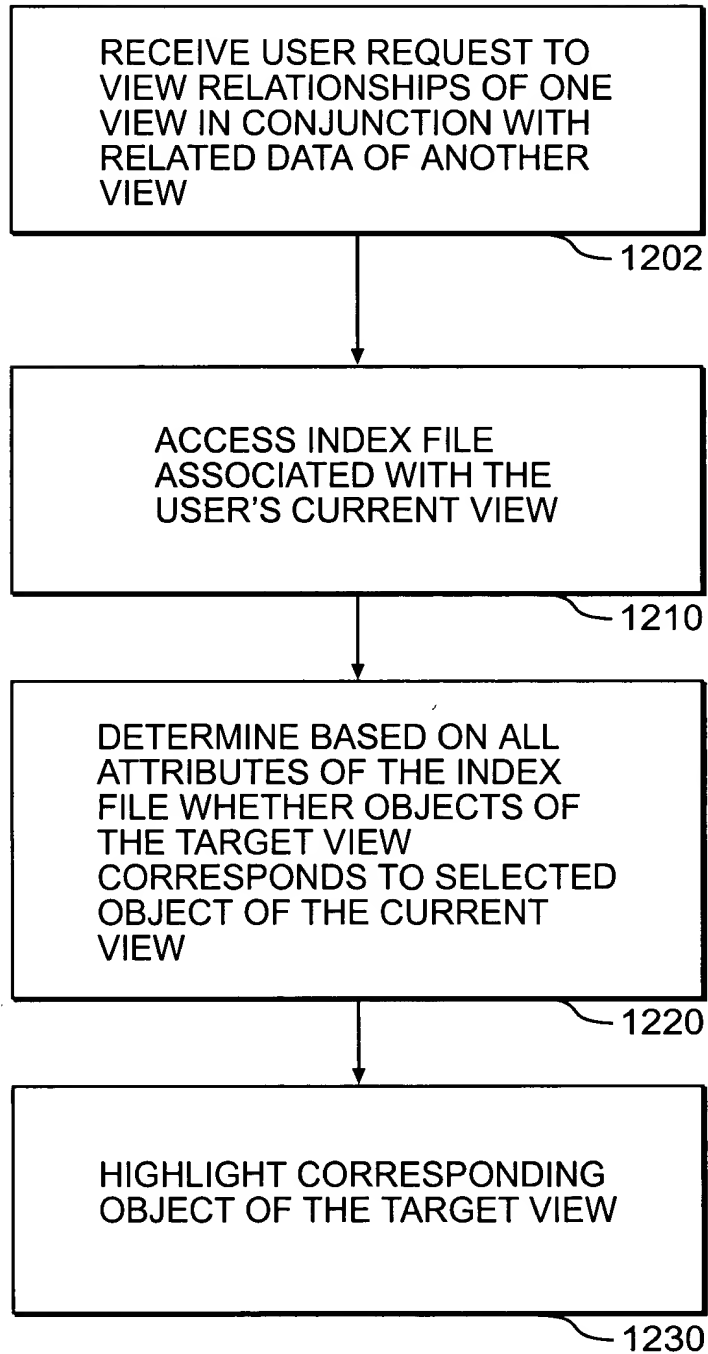 RECEIVE USER REQUEST TO
VIEW RELATIONSHIPS OF ONE
VIEW IN CONJUNCTION WITH
RELATED DATA OF ANOTHER
VIEW
1202
ACCESS INDEX FILE
ASSOCIATED WITH THE
USER'S CURRENT VIEW
1210
DETERMINE BASED ON ALL
ATTRIBUTES OF THE INDEX
FILE WHETHER OBJECTS OF
THE TARGET VIEW
CORRESPONDS TO SELECTED
OBJECT OF THE CURRENT
VIEW
1220
HIGHLIGHT CORRESPONDING
OBJECT OF THE TARGET VIEW
1230